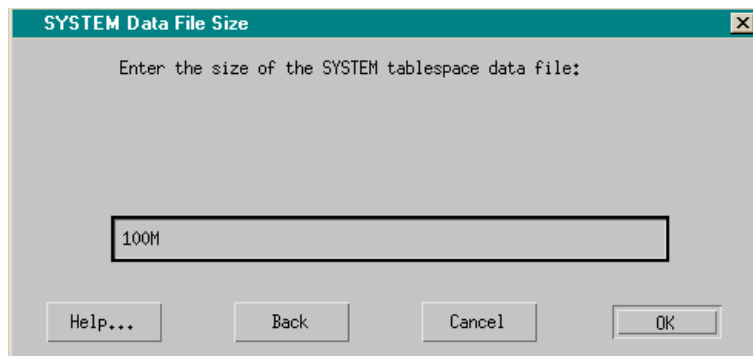 SYSTEM Data File Size
Enter the size of the SYSTEM tablespace data file:
100M
Help... Back Cancel OK